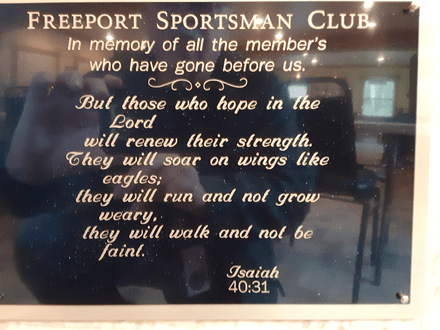 FREEPORT SPORTSMAN CLUB
In memory of all the member's
who have gone before us.
But those who hope in the
Lord
will renew their strength.
They will soar on wings like
eagles;
they will run and not grow
weary,
they will walk and not be
faint.
Isaiah
40:31